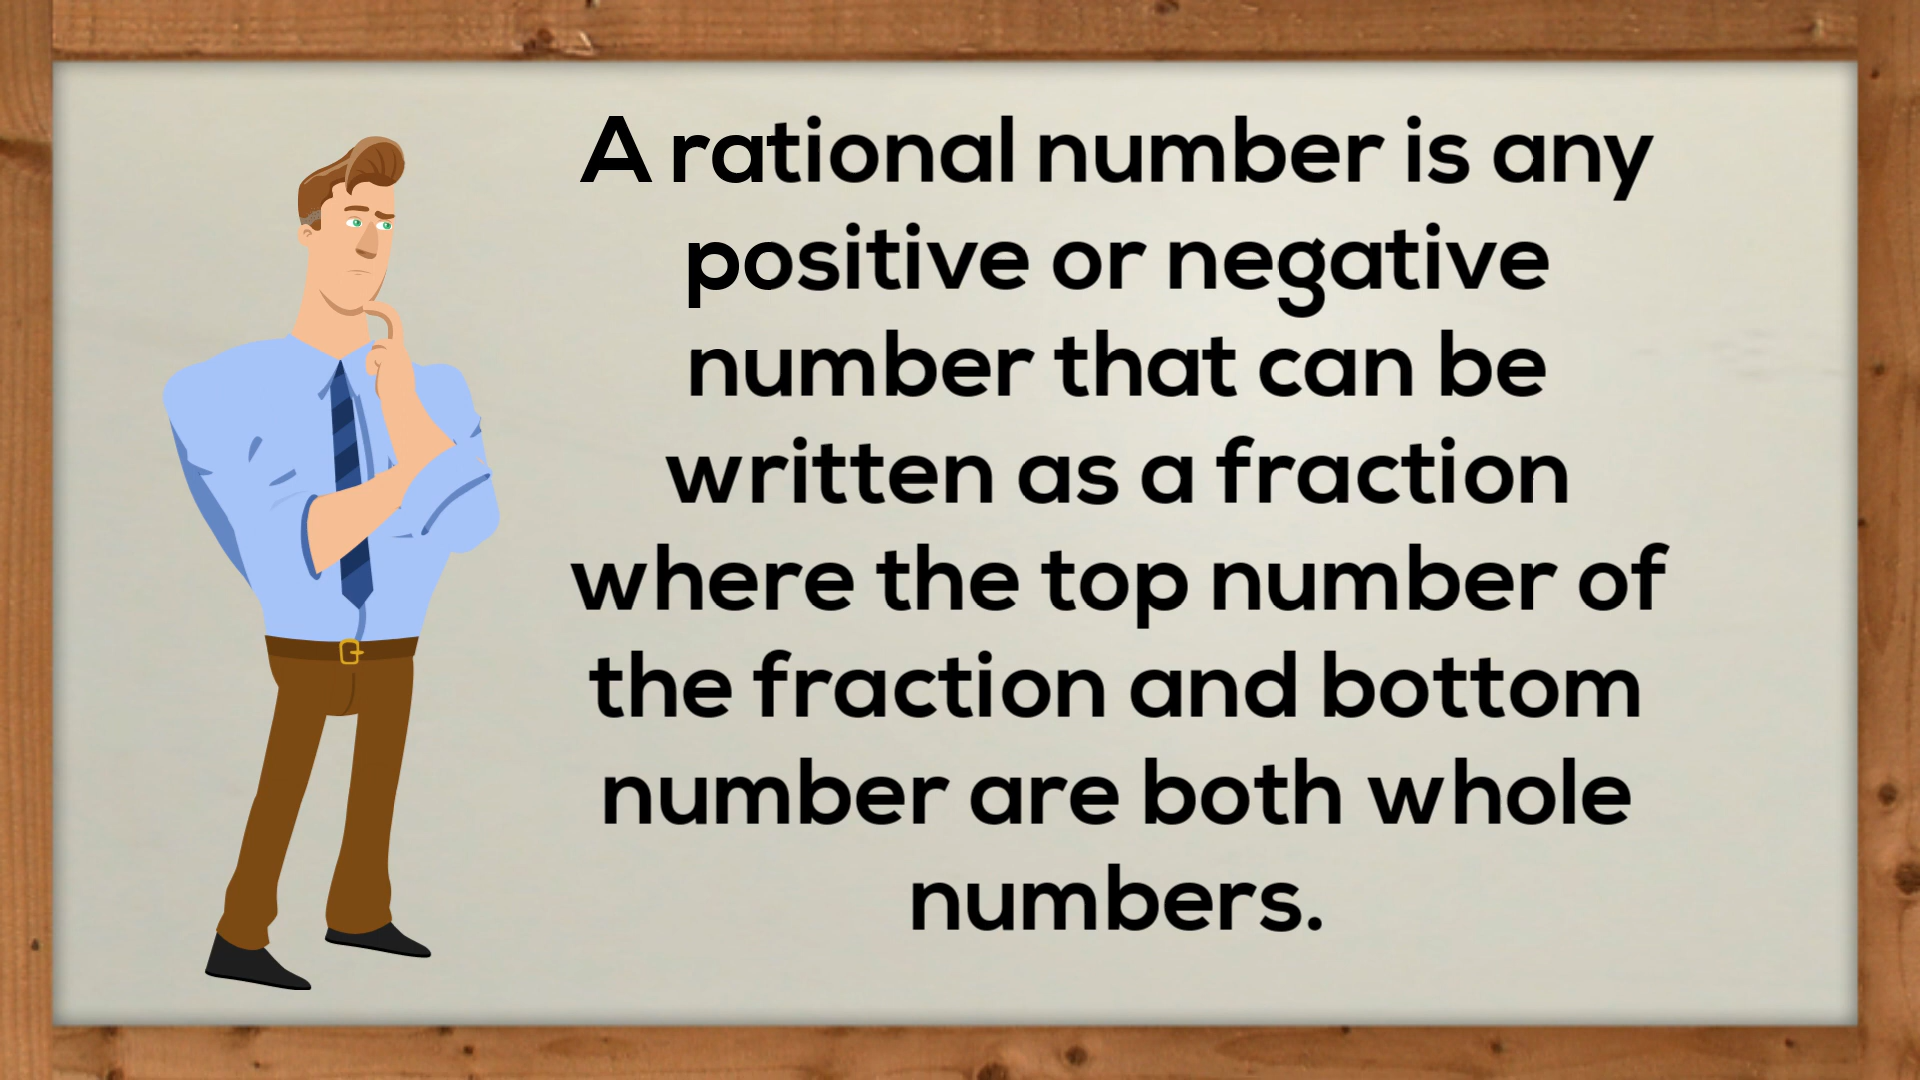 A rational number is any
positive or negative
number that can be
written as a fraction
where the top number of
the fraction and bottom
number are both whole
numbers.